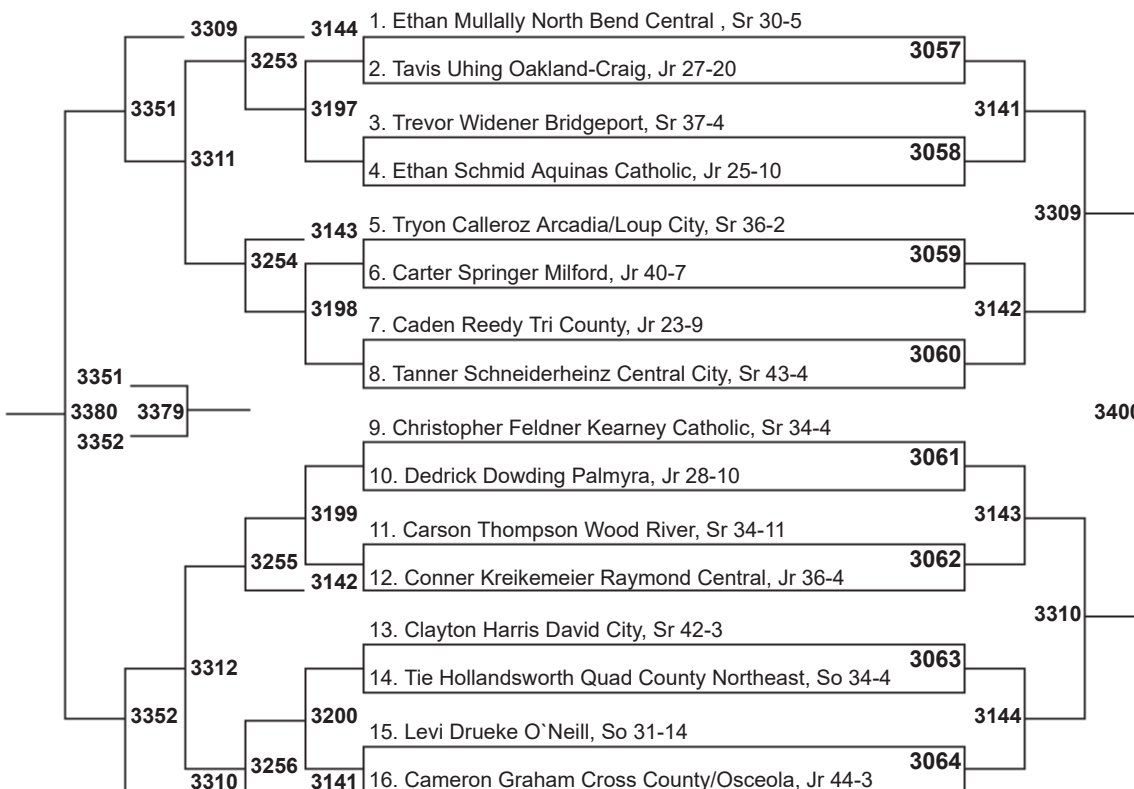 3309 3144 1. Ethan Mullally North Bend Central , Sr 30-5
3253 3057
2. Tavis Uhing Oakland-Craig, Jr 27-20
3351 3197 3141
3. Trevor Widener Bridgeport, Sr 37-4
3311 3058
4. Ethan Schmid Aquinas Catholic, Jr 25-10
3309
3143 5. Tryon Calleroz Arcadia/Loup City, Sr 36-2
3254 3059
6. Carter Springer Milford, Jr 40-7
3198 3142
7. Caden Reedy Tri County, Jr 23-9
3060
3351 8. Tanner Schneiderheinz Central City, Sr 43-4
3380 3379 3400
3352 9. Christopher Feldner Kearney Catholic, Sr 34-4
3061
10. Dedrick Dowding Palmyra, Jr 28-10
3199 3143
11. Carson Thompson Wood River, Sr 34-11
3255 3062
3142 12. Conner Kreikemeier Raymond Central, Jr 36-4
3310
13. Clayton Harris David City, Sr 42-3
3312 3063
14. Tie Hollandsworth Quad County Northeast, So 34-4
3352 3200 3144
15. Levi Drueke O`Neill, So 31-14
3256 3064
3310 3141 16. Cameron Graham Cross County/Osceola, Jr 44-3